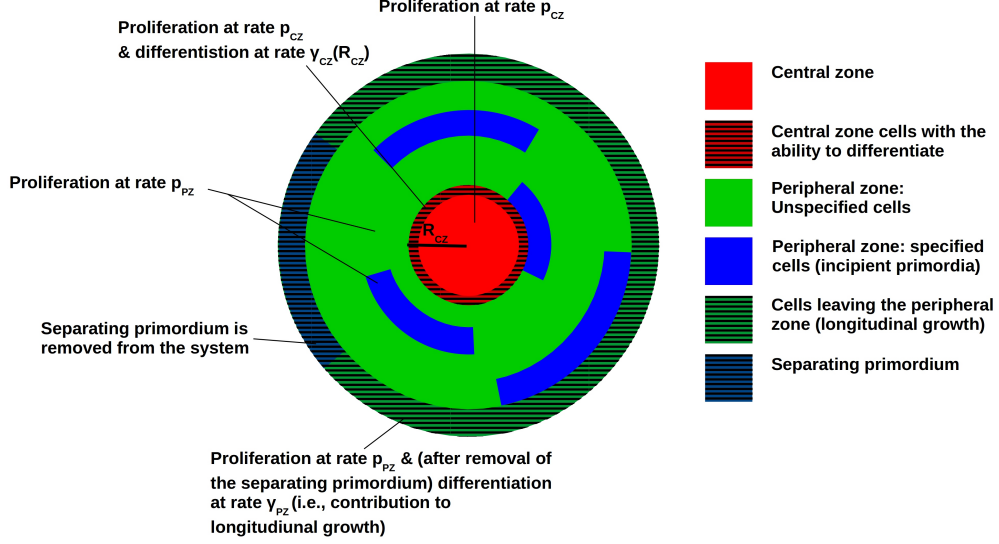 Proliferation at rate pCZ
Proliferation at rate pCZ
& differentistion at rate γCZ(RCZ)
Proliferation at rate pPZ
RCZ
Separating primordium is
removed from the system
Proliferation at rate pPZ & (after removal of
the separating primordium) differentiation
at rate γPZ (i.e., contribution to
longitudiunal growth)
Central zone
Central zone cells with the
ability to differentiate
Peripheral zone:
Unspecified cells
Peripheral zone: specified
cells (incipient primordia)
Cells leaving the peripheral
zone (longitudinal growth)
Separating primordium